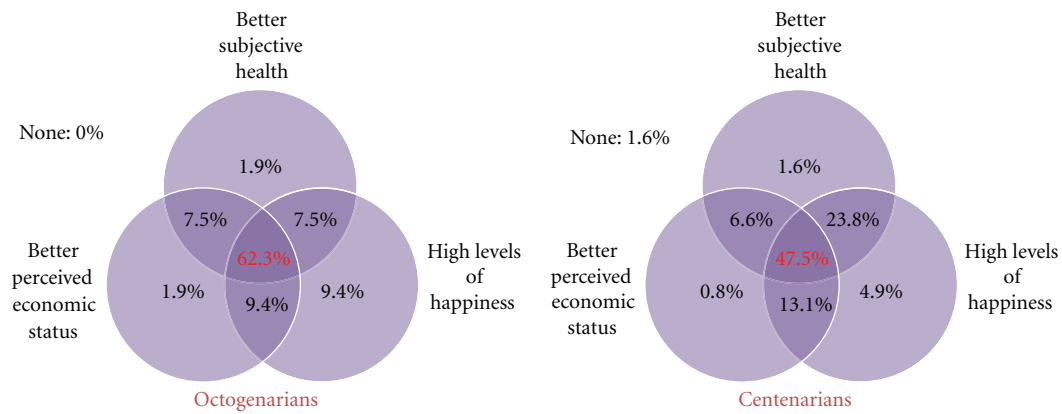 Better
subjective
health
None: 0%
1.9%
7.5%
7.5%
62.3%
Better
perceived
economic
status
1.9%
9.4%
9.4%
High levels
of
happiness
Octogenarians
Better
subjective
health
None: 1.6%
1.6%
6.6%
23.8%
47.5%
Better
perceived
economic
status
0.8%
13.1%
4.9%
High levels
of
happiness
Centenarians